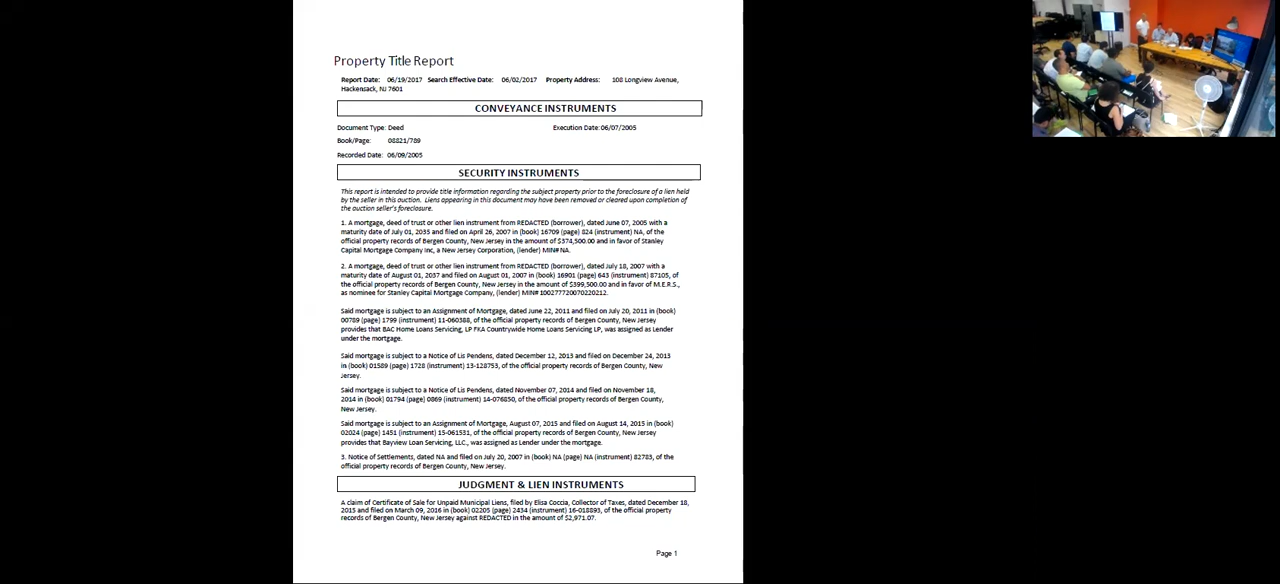 Property Title Report
Report Date: 06/19/2017 Search Effective Date: 06/02/2017 Property Address: 108 Longview Avenue,
Hackensack, NJ 7601
CONVEYANCE INSTRUMENTS
Document Type: Deed Execution Date: 06/07/2005
Book/Page: 08821/789
Recorded Date: 06/09/2005
SECURITY INSTRUMENTS
This report is intended to provide title information regarding the subject property prior to the foreclosure of a lien held
by the seller in this auction. Liens appearing in this document may have been removed or cleared upon completion of
the auction seller's foreclosure.
1. A mortgage, deed of trust or other lien instrument from REDACTED (borrower), dated June 07, 2005 with a
maturity date of July 01, 2035 and filed on April 26, 2007 in (book) 16709 (page) 824 (instrument) NA, of the
official property records of Bergen County, New Jersey in the amount of $374,500.00 and in favor of Stanley
Capital Mortgage Company Inc, a New Jersey Corporation, (lender) MIN# NA.
2. A mortgage, deed of trust or other lien instrument from REDACTED (borrower), dated July 18, 2007 with a
maturity date of August 01, 2037 and filed on August 01, 2007 in (book) 16901 (page) 643 (instrument) 87105, of
the official property records of Bergen County, New Jersey in the amount of $399,500.00 and in favor of M.E.R.S.,
as nominee for Stanley Capital Mortgage Company, (lender) MIN# 100277720070220212.
Said mortgage is subject to an Assignment of Mortgage, dated June 22, 2011 and filed on July 20, 2011 in (book)
00789 (page) 1799 (instrument) 11-060388, of the official property records of Bergen County, New Jersey
provides that BAC Home Loans Servicing, LP FKA Countrywide Home Loans Servicing LP, was assigned as Lender
under the mortgage.
Said mortgage is subject to a Notice of Lis Pendens, dated December 12, 2013 and filed on December 24, 2013
in (book) 01589 (page) 1728 (instrument) 13-128753, of the official property records of Bergen County, New
Jersey.
Said mortgage is subject to a Notice of Lis Pendens, dated November 07, 2014 and filed on November 18,
2014 in (book) 01794 (page) 0869 (instrument) 14-076850, of the official property records of Bergen County,
New Jersey.
Said mortgage is subject to an Assignment of Mortgage, August 07, 2015 and filed on August 14, 2015 in (book)
02024 (page) 1451 (instrument) 15-061531, of the official property records of Bergen County, New Jersey
provides that Bayview Loan Servicing, LLC., was assigned as Lender under the mortgage.
3. Notice of Settlements, dated NA and filed on July 20, 2007 in (book) NA (page) NA (instrument) 82783, of the
official property records of Bergen County, New Jersey.
JUDGMENT & LIEN INSTRUMENTS
A claim of Certificate of Sale for Unpaid Municipal Liens, filed by Elisa Coccia, Collector of Taxes, dated December 18,
2015 and filed on March 09, 2016 in (book) 02205 (page) 2434 (instrument) 16-018893, of the official property
records of Bergen County, New Jersey against REDACTED in the amount of $2,971.07.
Page 1